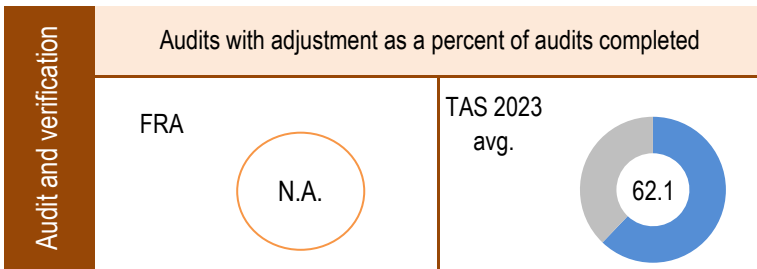 Audit and verification
Audits with adjustment as a percent of audits completed
FRA
N.A.
TAS 2023
avg.
62.1